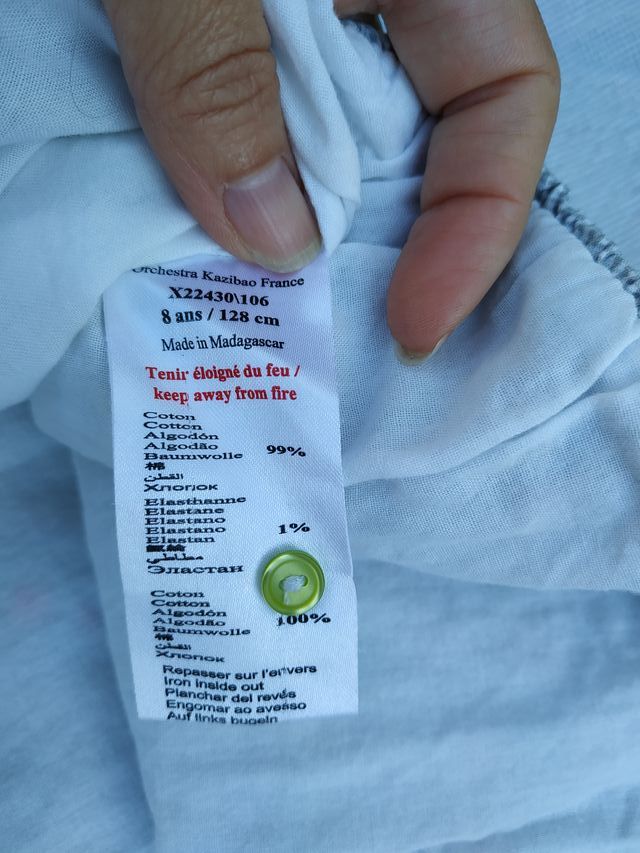 Orchestra Kazibao France
X22430\106
8 ans / 128 cm
Made in Madagascar
Tenir éloigné du feu /
keep away from fire
Coton
Cotton
Algodón
Algodão
Baumwolle 99%
القطن
Хлопок
Elasthanne
Elastane
Elastano
Elastano 1%
Elastan
مطاطي
Эластан
Coton
Cotton
Algodón
Algodão 100%
Baumwolle
القطن
Хлопок
Repasser sur l'envers
Iron inside out
Planchar del revés
Engomar ao avesso
Auf links bugeln